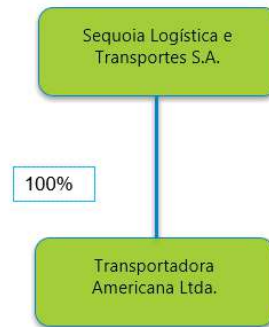 Sequoia Logística e
Transportes S.A.
100%
Transportadora
Americana Ltda.